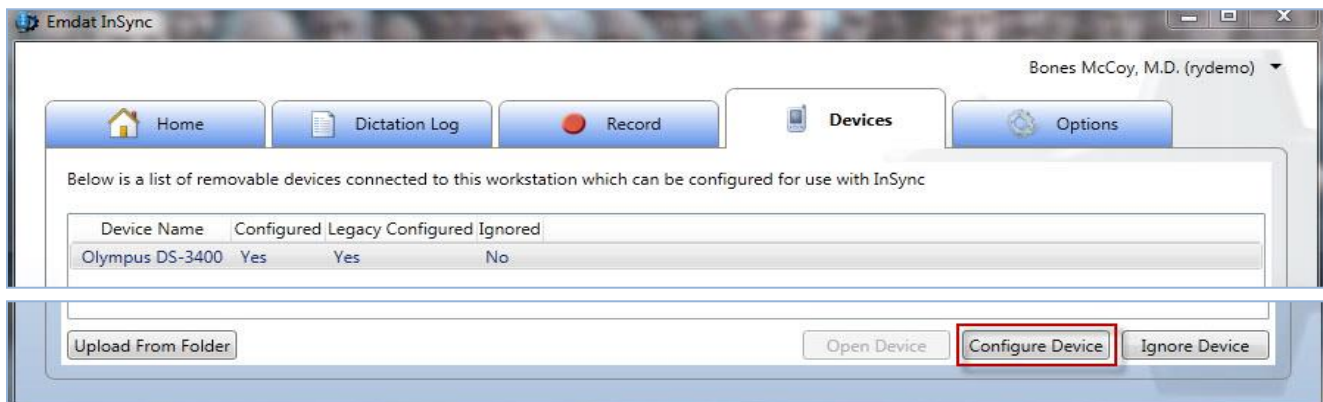 Emdat InSync
Bones McCoy, M.D. (rydemo)
Home Dictation Log Record Devices Options
Below is a list of removable devices connected to this workstation which can be configured for use with InSync
Device Name Configured Legacy Configured Ignored
Olympus DS-3400 Yes Yes No
Upload From Folder Open Device Configure Device Ignore Device